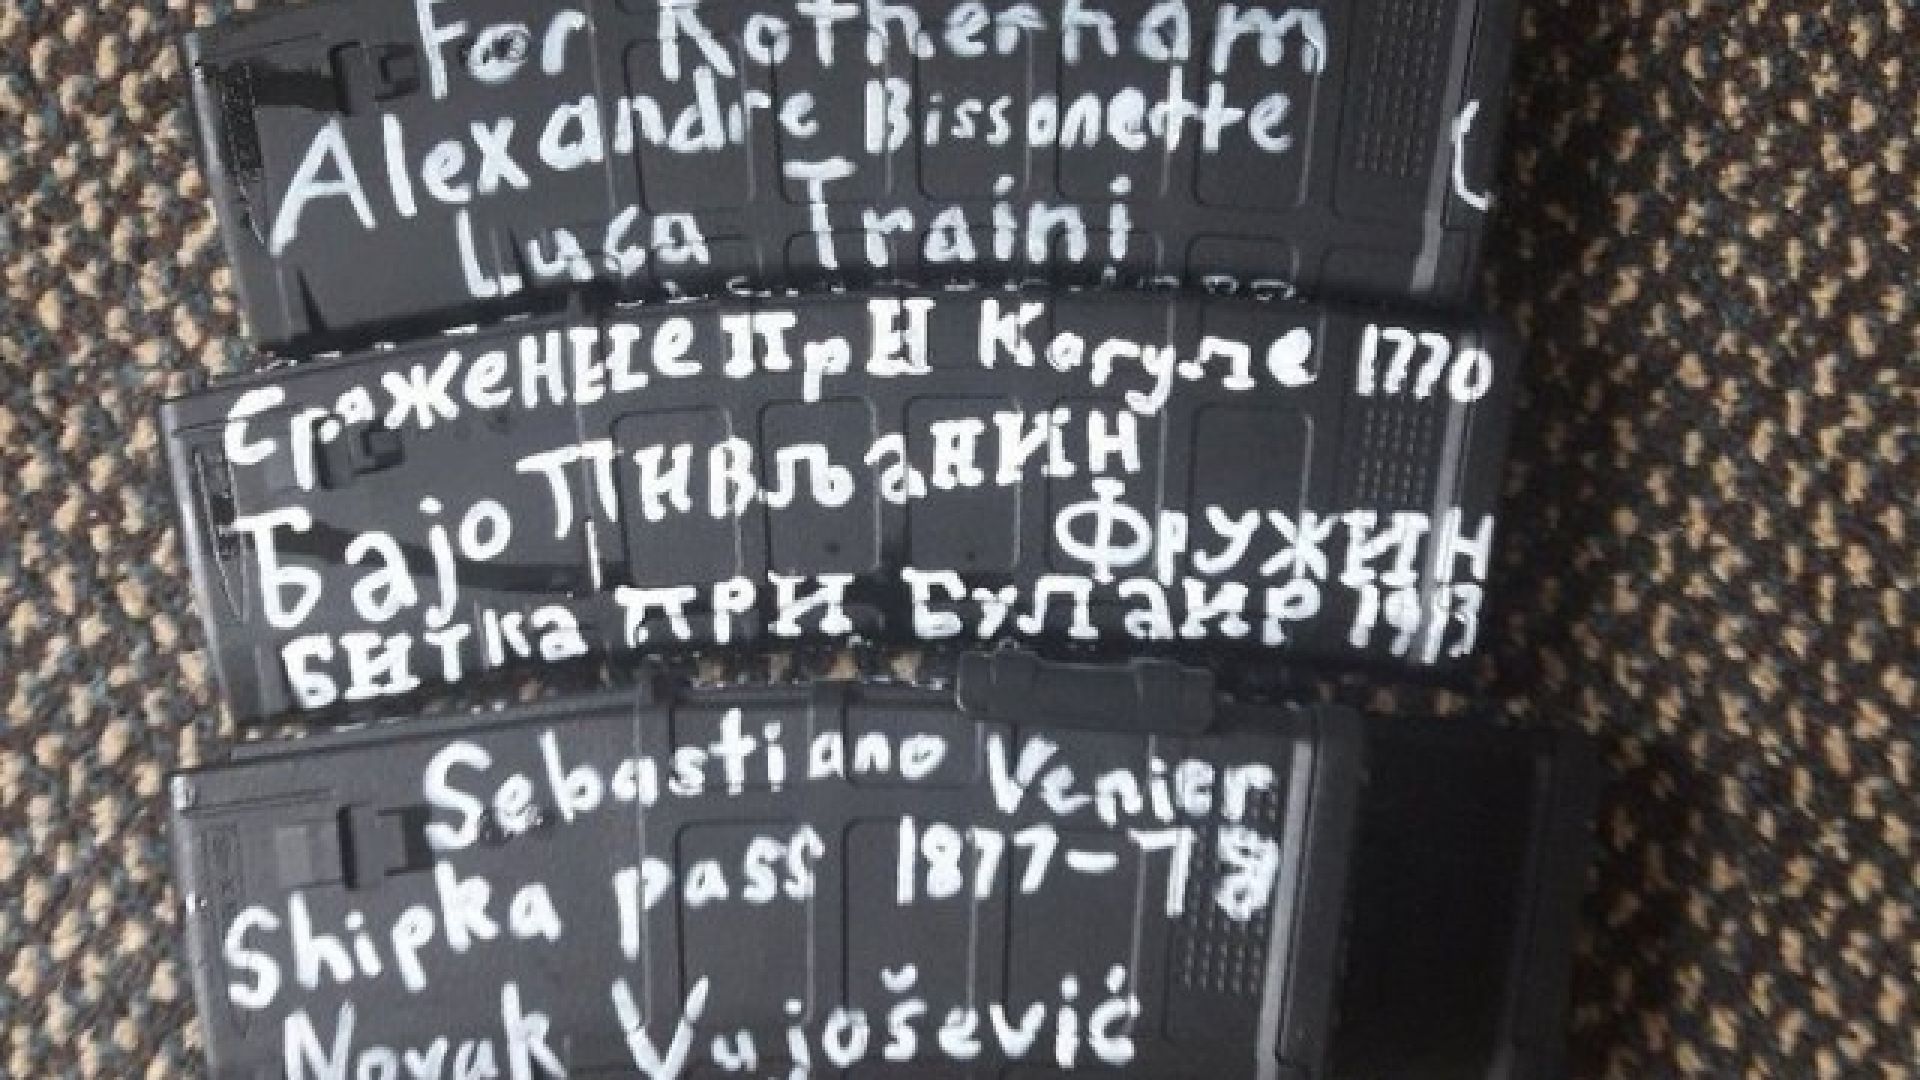 For Rotherham
Alexandre Bissonette
Luca Traini
Сражение при Кагуле 1770
Бајо Пивљанин
Фружин
Битка при Булаир 1913
Sebastiano Venier
Shipka pass 1877-78
Novak Vujošević